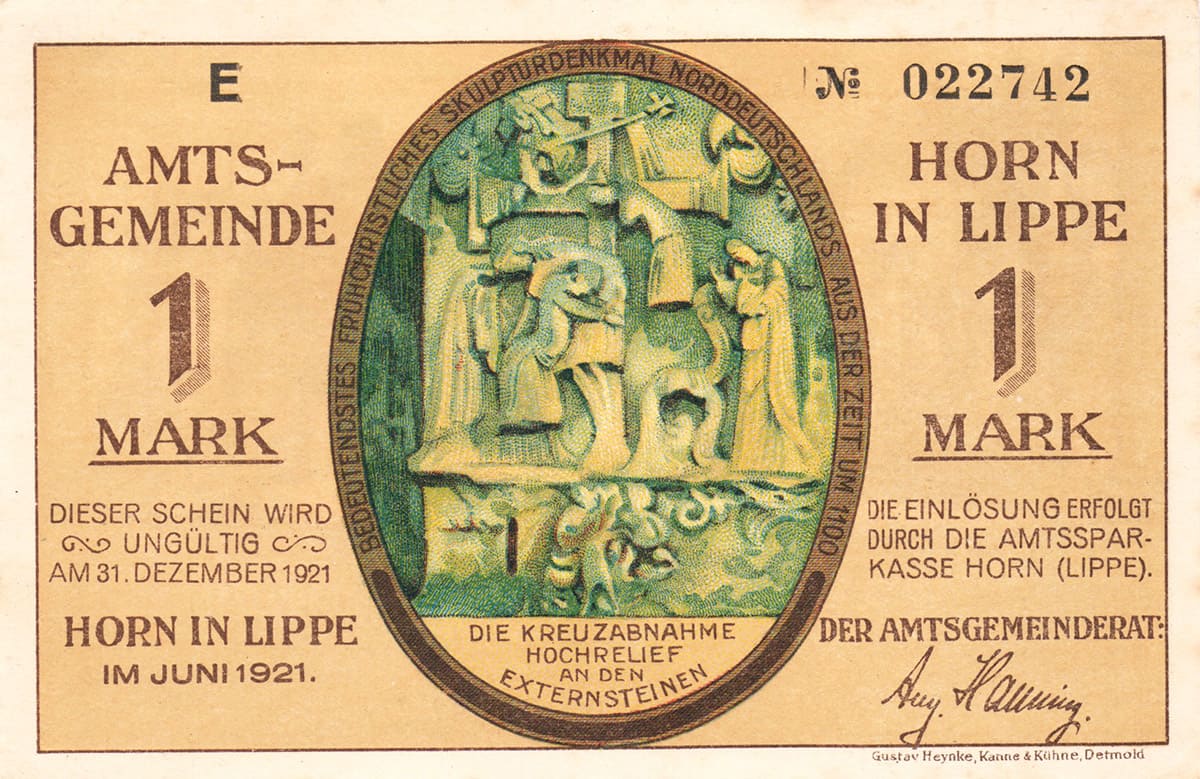 E
№ 022742
AMTS-
GEMEINDE
1
MARK
DIESER SCHEIN WIRD
UNGÜLTIG
AM 31. DEZEMBER 1921
HORN IN LIPPE
IM JUNI 1921.
BEDEUTENDSTES FRÜHCHRISTLICHES SKULPTURDENKMAL NORDDEUTSCHLANDS AUS DER ZEIT UM 1100
DIE KREUZABNAHME
HOCHRELIEF
AN DEN
EXTERNSTEINEN
HORN
IN LIPPE
1
MARK
DIE EINLÖSUNG ERFOLGT
DURCH DIE AMTSSPAR-
KASSE HORN (LIPPE).
DER AMTSGEMEINDERAT:
Gustav Heynke, Kanne & Kühne, Detmold